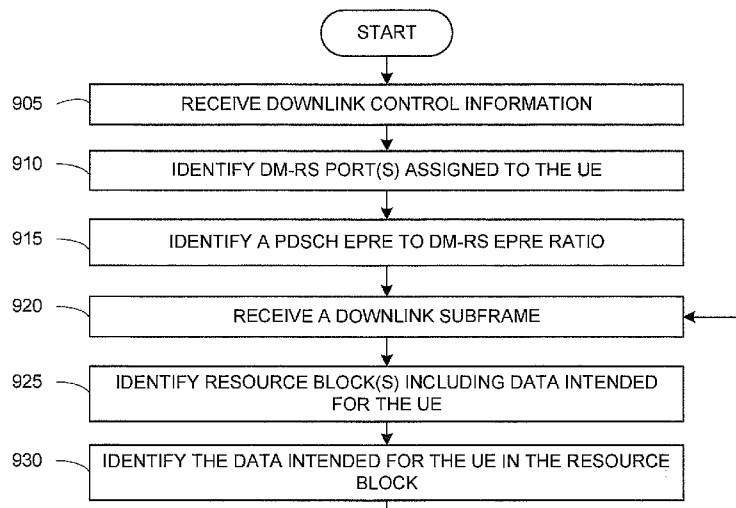 START
905
RECEIVE DOWNLINK CONTROL INFORMATION
910
IDENTIFY DM-RS PORT(S) ASSIGNED TO THE UE
915
IDENTIFY A PDSCH EPRE TO DM-RS EPRE RATIO
920
RECEIVE A DOWNLINK SUBFRAME
925
IDENTIFY RESOURCE BLOCK(S) INCLUDING DATA INTENDED
FOR THE UE
930
IDENTIFY THE DATA INTENDED FOR THE UE IN THE RESOURCE
BLOCK